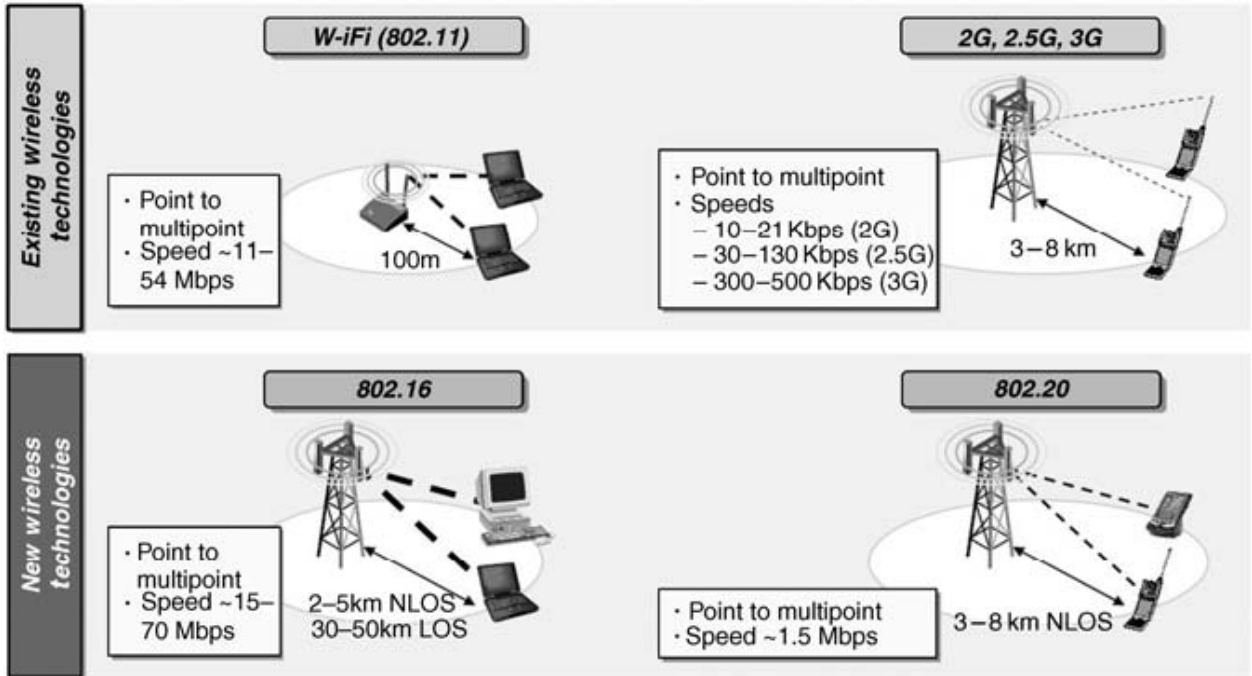 Existing wireless
technologies
W-iFi (802.11)
· Point to
multipoint
· Speed ~11–
54 Mbps
100m
2G, 2.5G, 3G
· Point to multipoint
· Speeds
– 10–21 Kbps (2G)
– 30–130 Kbps (2.5G)
– 300–500 Kbps (3G)
3–8 km
New wireless
technologies
802.16
· Point to
multipoint
· Speed ~15–
70 Mbps
2–5km NLOS
30–50km LOS
802.20
· Point to multipoint
· Speed ~1.5 Mbps
3–8 km NLOS